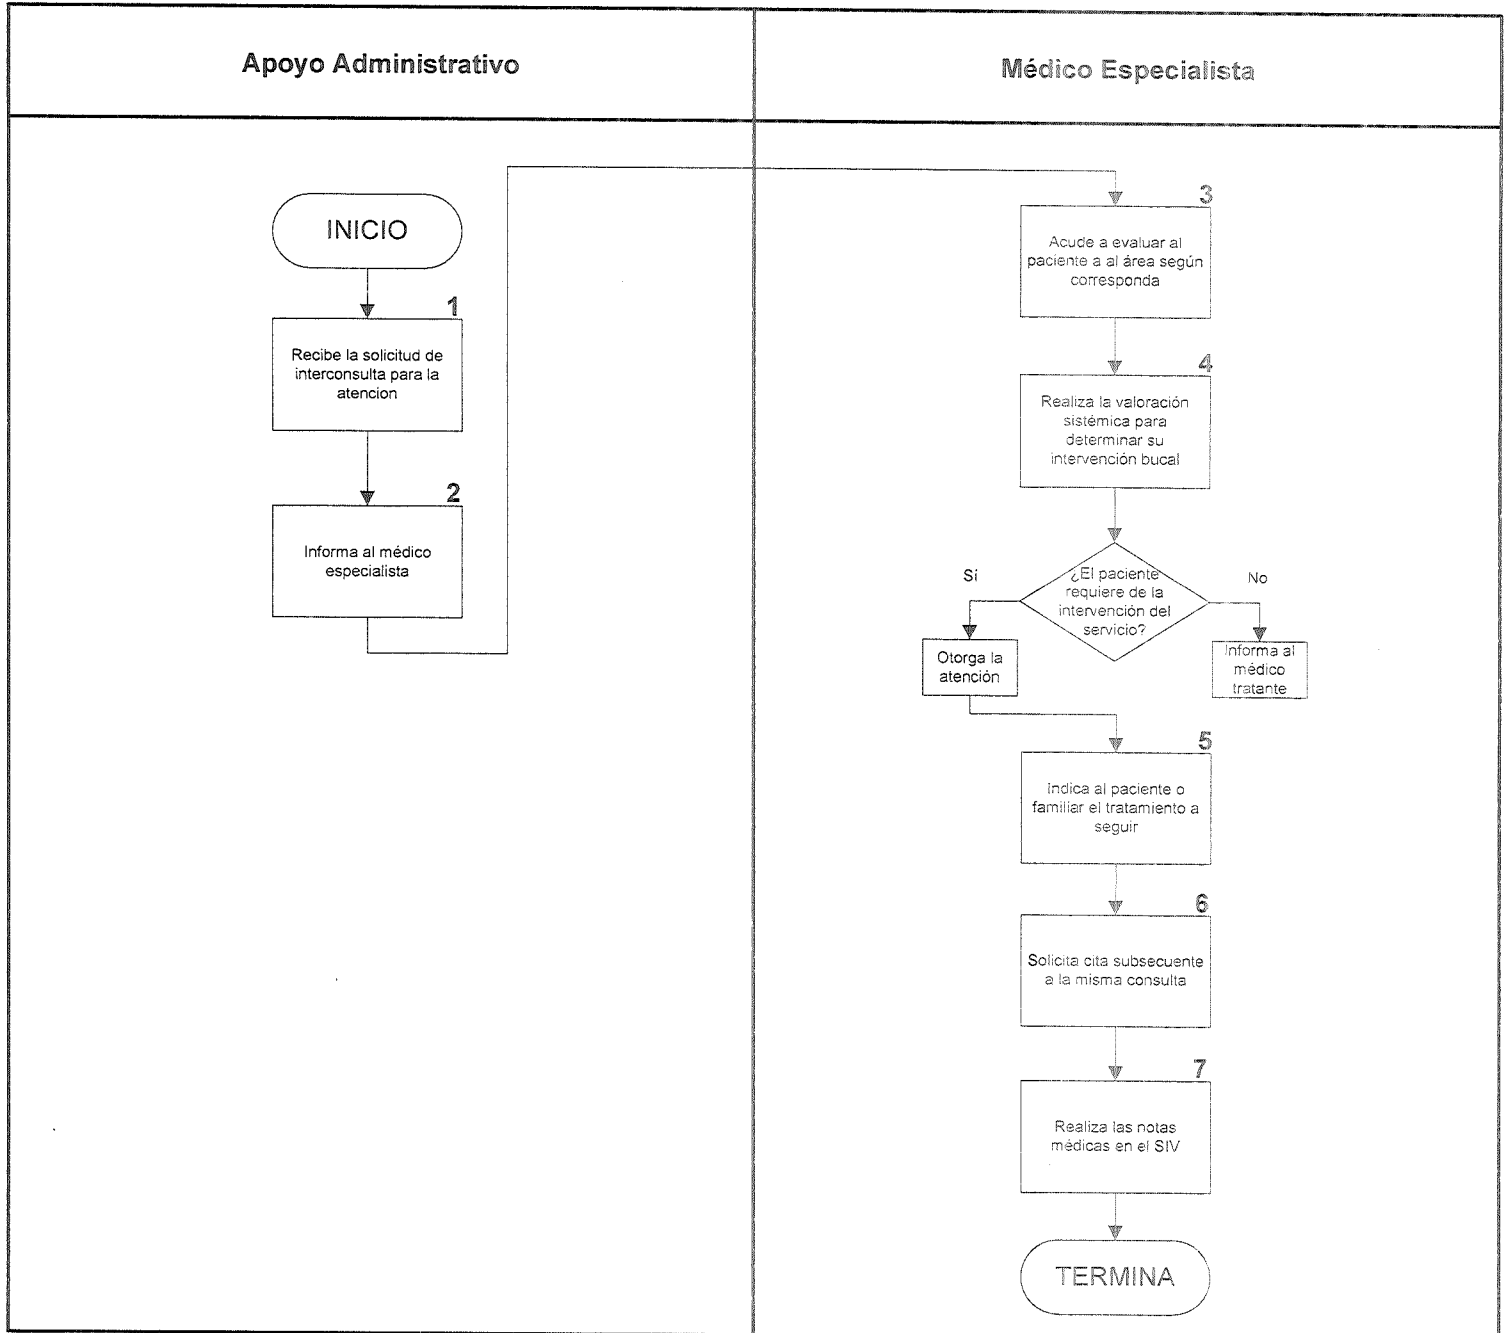 Apoyo Administrativo
Médico Especialista
INICIO
1
Recibe la solicitud de
interconsulta para la
atencion
2
Informa al médico
especialista
3
Acude a evaluar al
paciente a al área según
corresponda
4
Realiza la valoración
sistémica para
determinar su
intervención bucal
¿El paciente
requiere de la
intervención del
servicio?
Sí
No
Otorga la
atención
Informa al
médico
tratante
5
Indica al paciente o
familiar el tratamiento a
seguir
6
Solicita cita subsecuente
a la misma consulta
7
Realiza las notas
médicas en el SIV
TERMINA